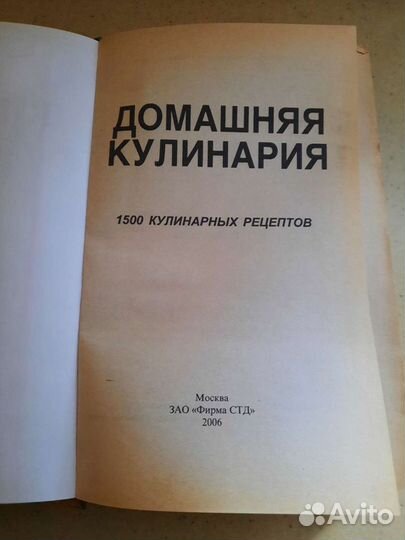 ДОМАШНЯЯ
КУЛИНАРИЯ
1500 КУЛИНАРНЫХ РЕЦЕПТОВ
Москва
ЗАО «Фирма СТД»
2006
Avito